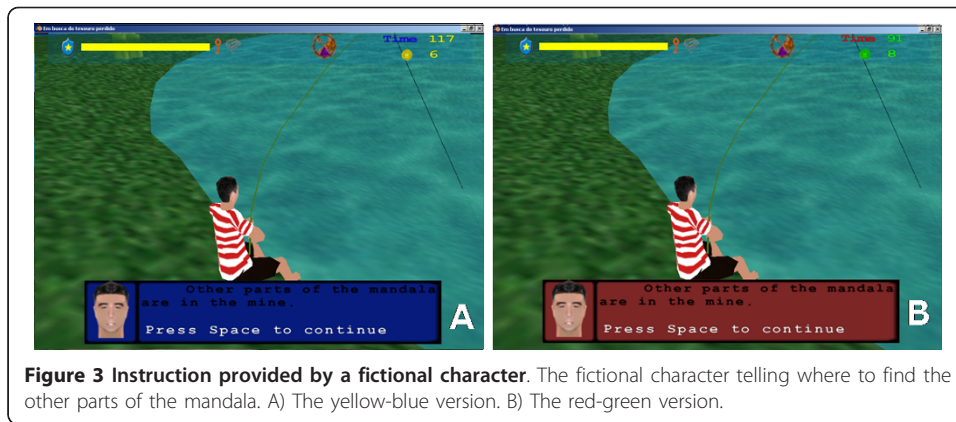 Em busca do tesouro perdido
Time 117
6
Other parts of the mandala
are in the mine.
Press Space to continue
A
Em busca do tesouro perdido
Time 91
8
Other parts of the mandala
are in the mine.
Press Space to continue
B
Figure 3 Instruction provided by a fictional character. The fictional character telling where to find the
other parts of the mandala. A) The yellow-blue version. B) The red-green version.